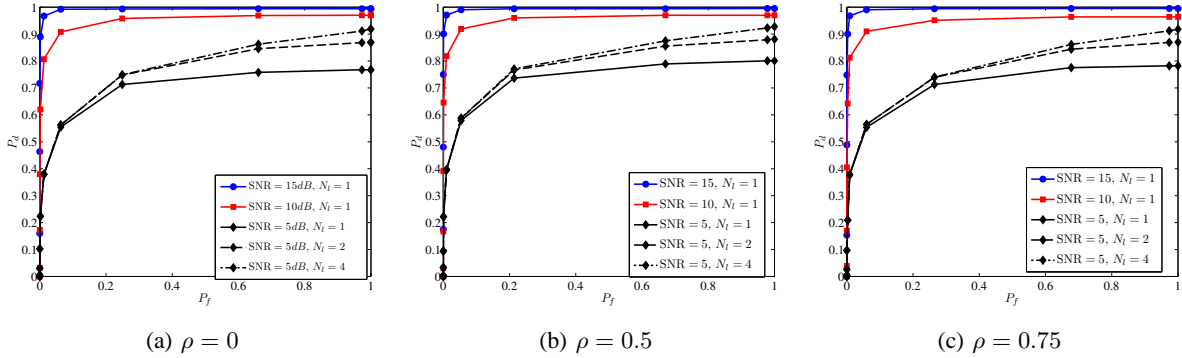 1
0.9
0.8
0.7
0.6
0.5
0.4
0.3
0.2
0.1
0
P_d
0 0.2 0.4 0.6 0.8 1
P_f
SNR = 15dB, N_l = 1
SNR = 10dB, N_l = 1
SNR = 5dB, N_l = 1
SNR = 5dB, N_l = 2
SNR = 5dB, N_l = 4
(a) ρ = 0
1
0.9
0.8
0.7
0.6
0.5
0.4
0.3
0.2
0.1
0
P_d
0 0.2 0.4 0.6 0.8 1
P_f
SNR = 15, N_l = 1
SNR = 10, N_l = 1
SNR = 5, N_l = 1
SNR = 5, N_l = 2
SNR = 5, N_l = 4
(b) ρ = 0.5
1
0.9
0.8
0.7
0.6
0.5
0.4
0.3
0.2
0.1
0
P_d
0 0.2 0.4 0.6 0.8 1
P_f
SNR = 15, N_l = 1
SNR = 10, N_l = 1
SNR = 5, N_l = 1
SNR = 5, N_l = 2
SNR = 5, N_l = 4
(c) ρ = 0.75